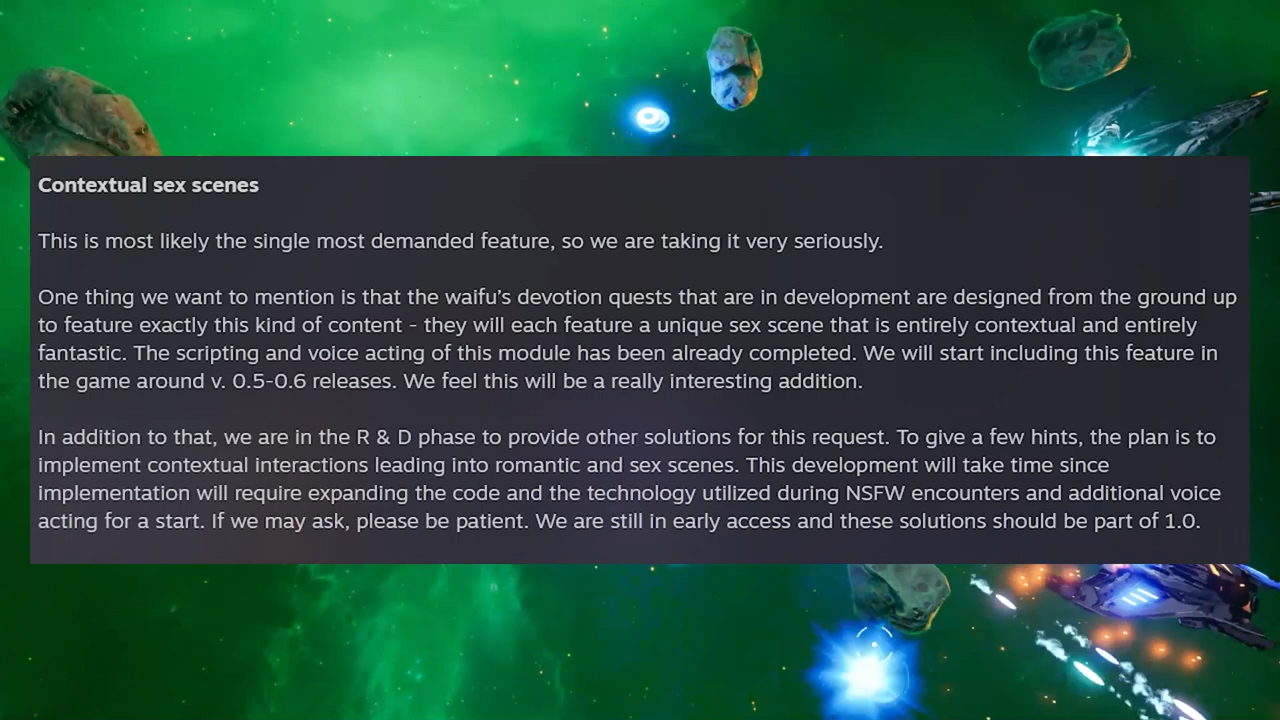 Contextual sex scenes
This is most likely the single most demanded feature, so we are taking it very seriously.
One thing we want to mention is that the waifu's devotion quests that are in development are designed from the ground up
to feature exactly this kind of content - they will each feature a unique sex scene that is entirely contextual and entirely
fantastic. The scripting and voice acting of this module has been already completed. We will start including this feature in
the game around v. 0.5-0.6 releases. We feel this will be a really interesting addition.
In addition to that, we are in the R & D phase to provide other solutions for this request. To give a few hints, the plan is to
implement contextual interactions leading into romantic and sex scenes. This development will take time since
implementation will require expanding the code and the technology utilized during NSFW encounters and additional voice
acting for a start. If we may ask, please be patient. We are still in early access and these solutions should be part of 1.0.